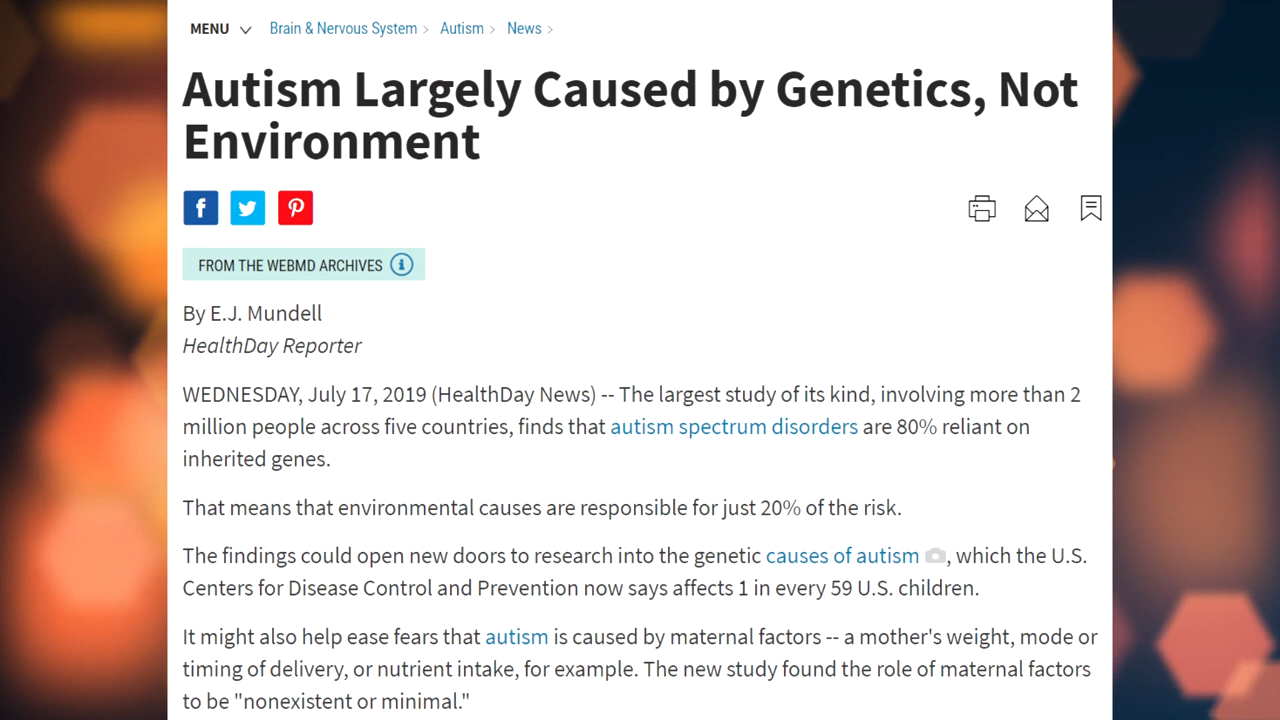 MENU Brain & Nervous System > Autism > News >
Autism Largely Caused by Genetics, Not
Environment
FROM THE WEBMD ARCHIVES
By E.J. Mundell
HealthDay Reporter
WEDNESDAY, July 17, 2019 (HealthDay News) -- The largest study of its kind, involving more than 2
million people across five countries, finds that autism spectrum disorders are 80% reliant on
inherited genes.
That means that environmental causes are responsible for just 20% of the risk.
The findings could open new doors to research into the genetic causes of autism , which the U.S.
Centers for Disease Control and Prevention now says affects 1 in every 59 U.S. children.
It might also help ease fears that autism is caused by maternal factors -- a mother's weight, mode or
timing of delivery, or nutrient intake, for example. The new study found the role of maternal factors
to be "nonexistent or minimal."